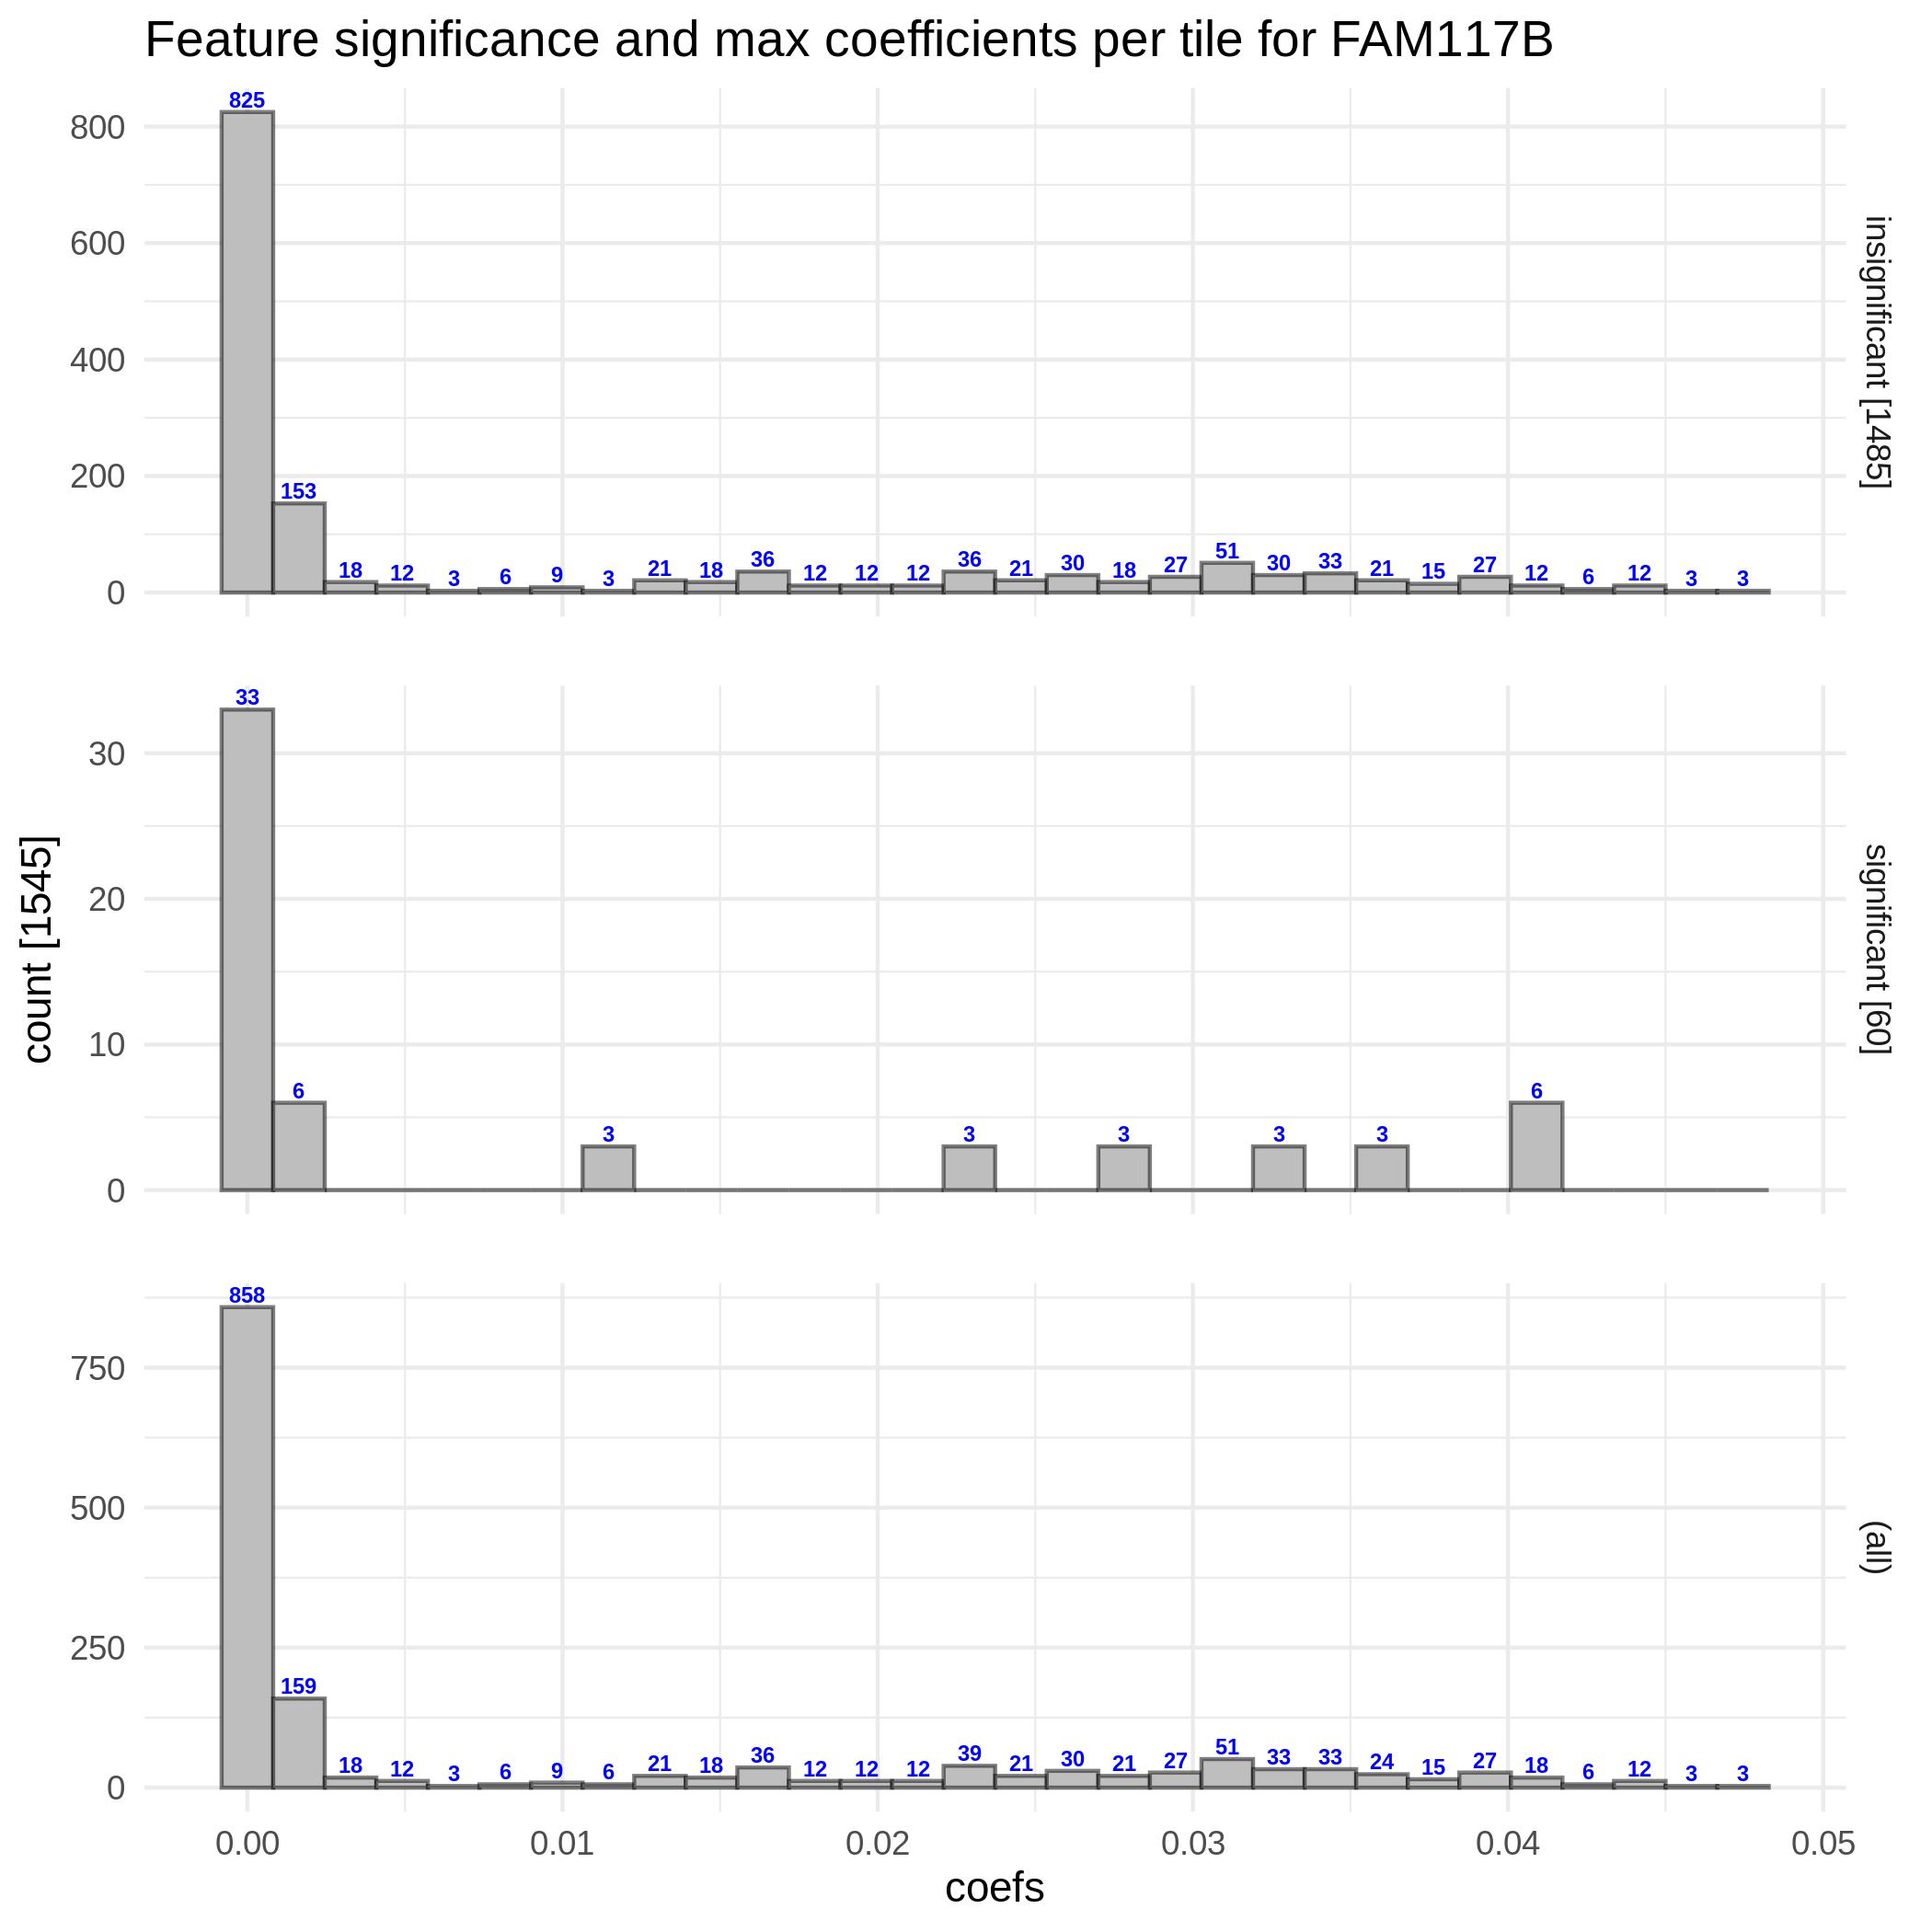 Feature significance and max coefficients per tile for FAM117B
825
800
600
400
200
153
18 12 3 6 9 3 21 18 36 12 12 12 36 21 30 18 27 51 30 33 21 15 27 12 6 12 3 3
0
insignificant [1485]
33
30
20
10
6 3 3 3 3 3 6
0
significant [60]
count [1545]
858
750
500
250
159
18 12 3 6 9 6 21 18 36 12 12 12 39 21 30 21 27 51 33 33 24 15 27 18 6 12 3 3
0
(all)
0.00 0.01 0.02 0.03 0.04 0.05
coefs